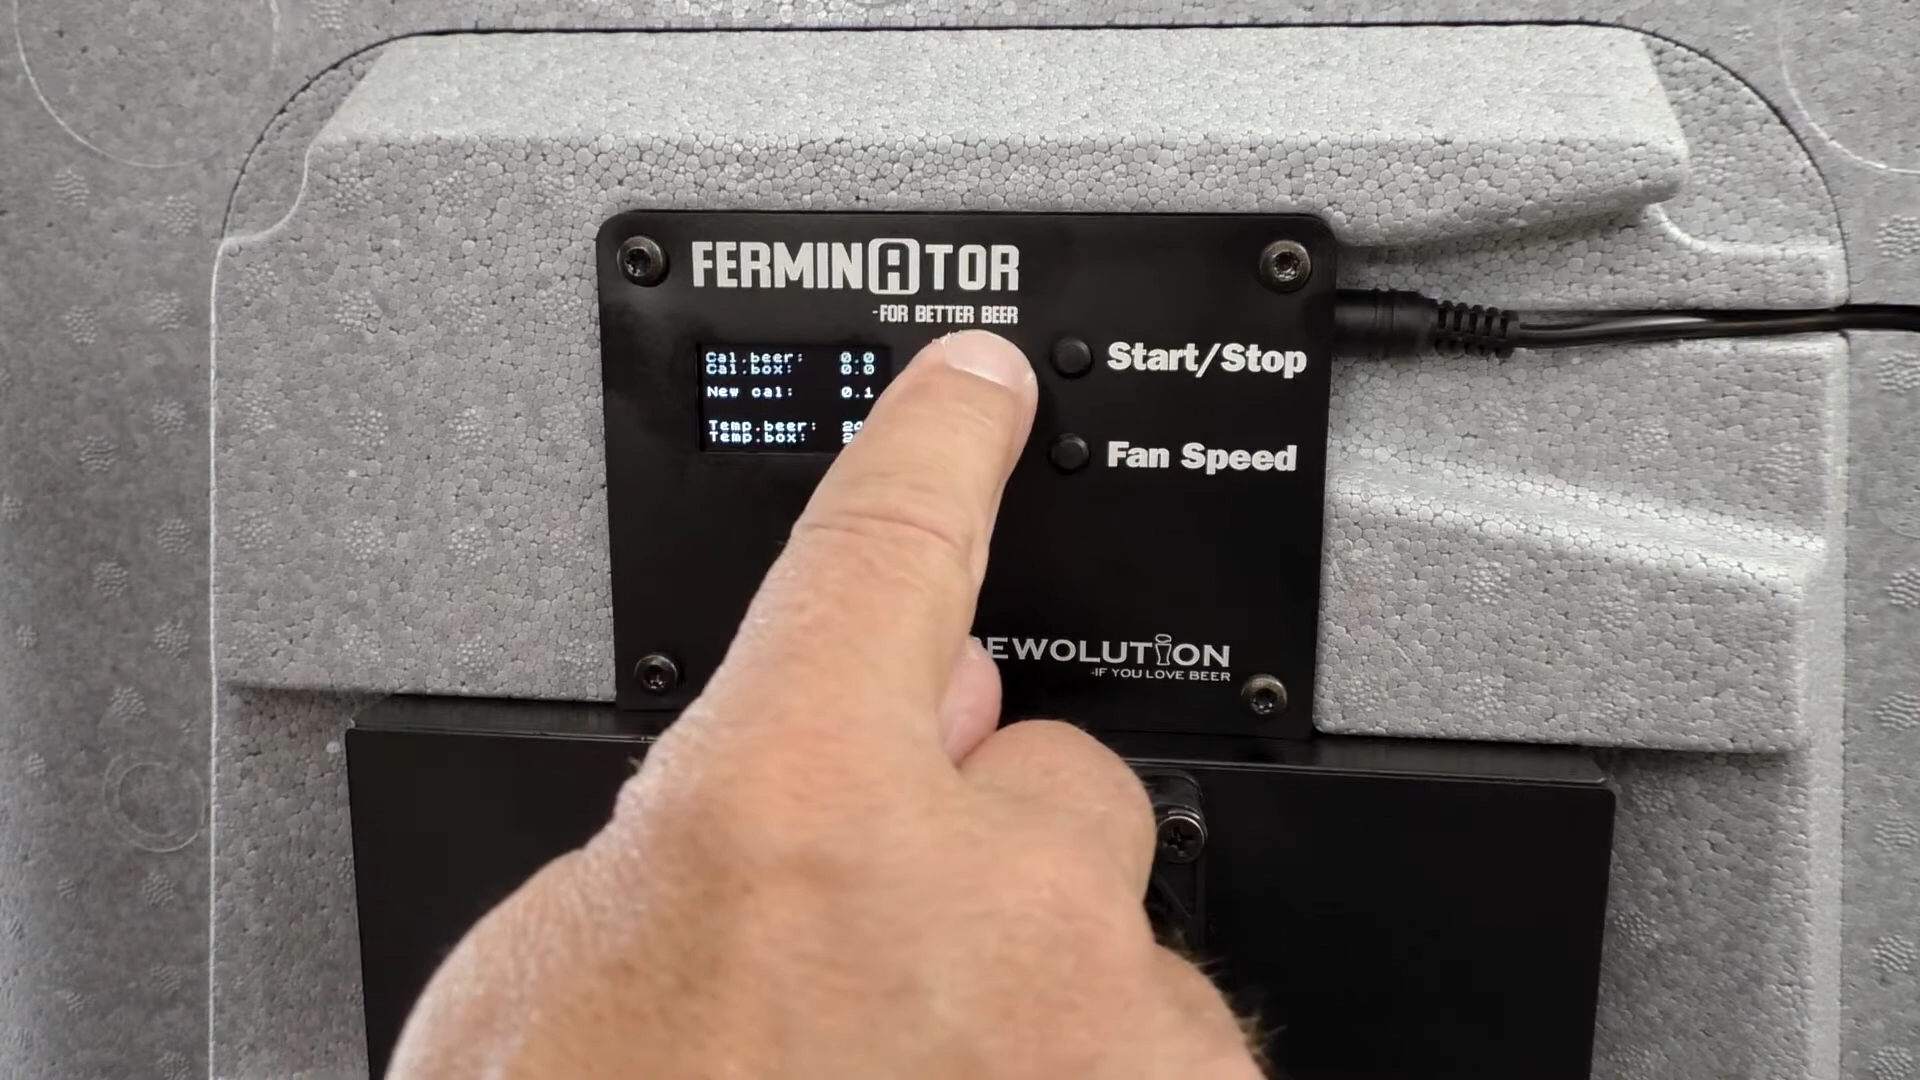 FERMINATOR
-FOR BETTER BEER
Cal.beer: 0.0
Cal.box: 0.0
New cal: 0.1
Temp.beer:
Temp.box:
Start/Stop
Fan Speed
-IF YOU LOVE BEER